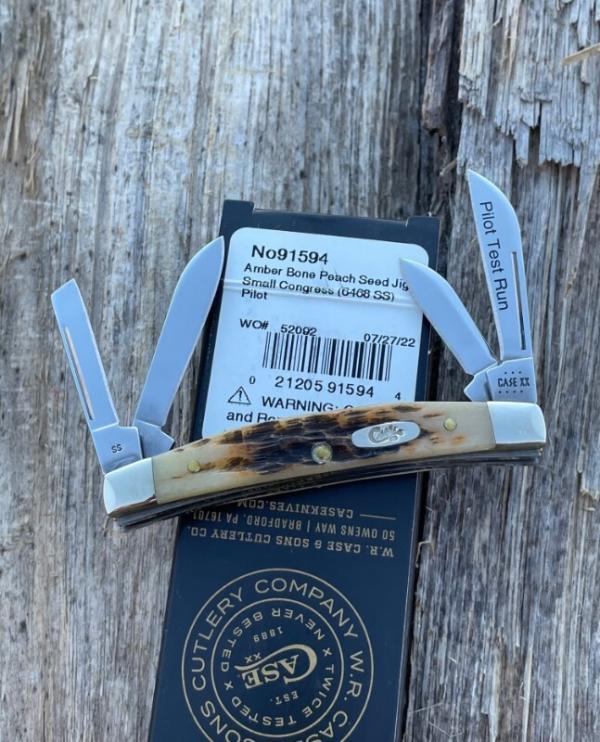 No91594
Amber Bone Peach Seed Jig
Small Congress (6468 SS)
Pilot
WO# 52092 07/27/22
0 21205 91594 4
WARNING:
and
Pilot Test Run
CASE XX
SS
Case
W.R. CASE & SONS CUTLERY CO.
50 OWENS WAY | BRADFORD, PA 16701
CASEKNIVES.COM
SONS CUTLERY COMPANY W.R. CASE
NEVER BESTED × TWICE TESTED ×
1889
CASE
XX
EST.